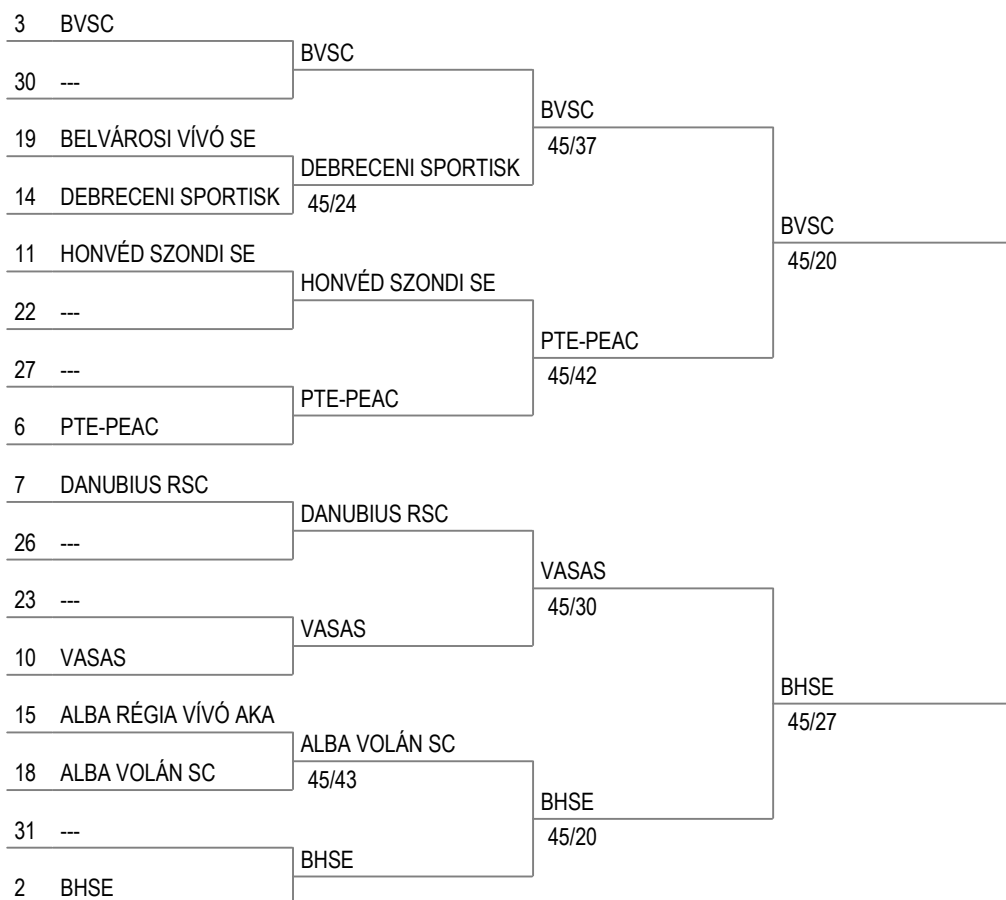 3 BVSC
BVSC
30 ---
BVSC
19 BELVÁROSI VÍVÓ SE
45/37
DEBRECENI SPORTISK
14 DEBRECENI SPORTISK
45/24
BVSC
11 HONVÉD SZONDI SE
45/20
HONVÉD SZONDI SE
22 ---
PTE-PEAC
27 ---
45/42
PTE-PEAC
6 PTE-PEAC
7 DANUBIUS RSC
DANUBIUS RSC
26 ---
VASAS
23 ---
45/30
VASAS
10 VASAS
BHSE
15 ALBA RÉGIA VÍVÓ AKA
45/27
ALBA VOLÁN SC
18 ALBA VOLÁN SC
45/43
BHSE
31 ---
45/20
BHSE
2 BHSE